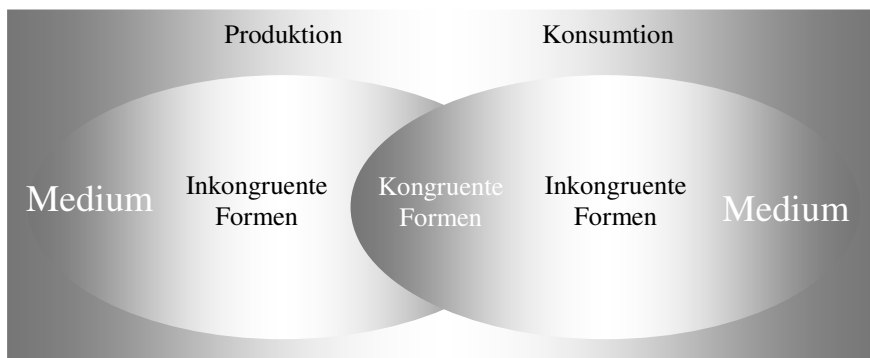 Produktion
Konsumtion
Medium
Inkongruente
Formen
Kongruente
Formen
Inkongruente
Formen
Medium